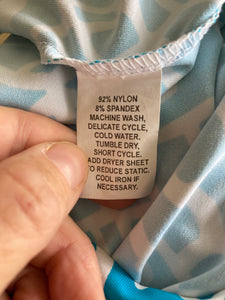 92% NYLON
8% SPANDEX
MACHINE WASH,
DELICATE CYCLE,
COLD WATER.
TUMBLE DRY,
SHORT CYCLE.
ADD DRYER SHEET
TO REDUCE STATIC.
COOL IRON IF
NECESSARY.